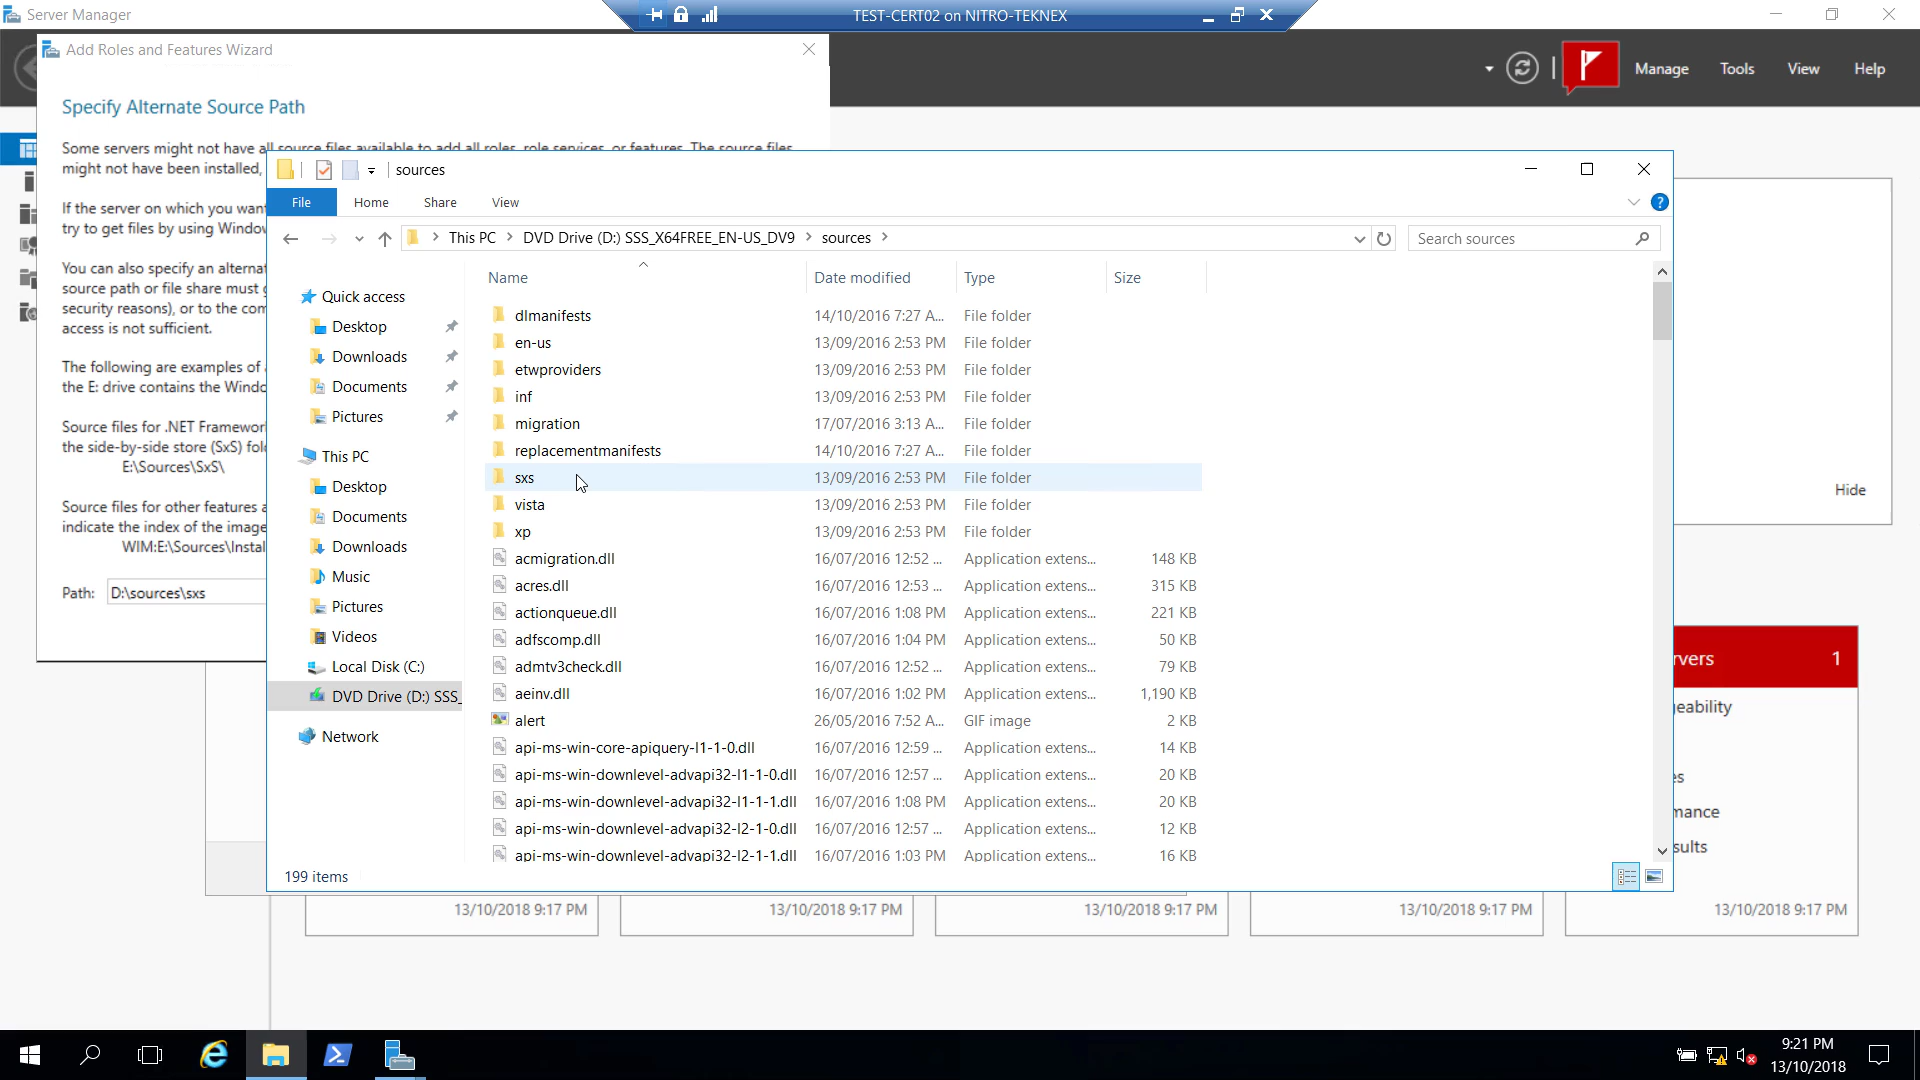 Server Manager
TEST-CERT02 on NITRO-TEKNEX
Add Roles and Features Wizard
Manage Tools View Help
Specify Alternate Source Path
Some servers might not have all source files available to add all roles, role services, or features. The source files
might not have been installed,
If the server on which you want
try to get files by using Window
You can also specify an alternat
source path or file share must g
security reasons), or to the com
access is not sufficient.
The following are examples of a
the E: drive contains the Windo
Source files for .NET Framework
the side-by-side store (SxS) fold
E:\Sources\SxS\
Source files for other features a
indicate the index of the image
WIM:E:\Sources\Instal
Path: D:\sources\sxs
sources
File Home Share View
This PC DVD Drive (D:) SSS_X64FREE_EN-US_DV9 sources
Search sources
Quick access
Desktop
Downloads
Documents
Pictures
This PC
Desktop
Documents
Downloads
Music
Pictures
Videos
Local Disk (C:)
DVD Drive (D:) SSS_
Network
Name Date modified Type Size
dlmanifests 14/10/2016 7:27 A... File folder
en-us 13/09/2016 2:53 PM File folder
etwproviders 13/09/2016 2:53 PM File folder
inf 13/09/2016 2:53 PM File folder
migration 17/07/2016 3:13 A... File folder
replacementmanifests 14/10/2016 7:27 A... File folder
sxs 13/09/2016 2:53 PM File folder
vista 13/09/2016 2:53 PM File folder
xp 13/09/2016 2:53 PM File folder
acmigration.dll 16/07/2016 12:52 ... Application extens... 148 KB
acres.dll 16/07/2016 12:53 ... Application extens... 315 KB
actionqueue.dll 16/07/2016 1:08 PM Application extens... 221 KB
adfscomp.dll 16/07/2016 1:04 PM Application extens... 50 KB
admtv3check.dll 16/07/2016 12:52 ... Application extens... 79 KB
aeinv.dll 16/07/2016 1:02 PM Application extens... 1,190 KB
alert 26/05/2016 7:52 A... GIF image 2 KB
api-ms-win-core-apiquery-l1-1-0.dll 16/07/2016 12:59 ... Application extens... 14 KB
api-ms-win-downlevel-advapi32-l1-1-0.dll 16/07/2016 12:57 ... Application extens... 20 KB
api-ms-win-downlevel-advapi32-l1-1-1.dll 16/07/2016 1:08 PM Application extens... 20 KB
api-ms-win-downlevel-advapi32-l2-1-0.dll 16/07/2016 12:57 ... Application extens... 12 KB
api-ms-win-downlevel-advapi32-l2-1-1.dll 16/07/2016 1:03 PM Application extens... 16 KB
199 items
Hide
rvers 1
jeability
es
mance
sults
13/10/2018 9:17 PM 13/10/2018 9:17 PM 13/10/2018 9:17 PM 13/10/2018 9:17 PM 13/10/2018 9:17 PM
9:21 PM
13/10/2018